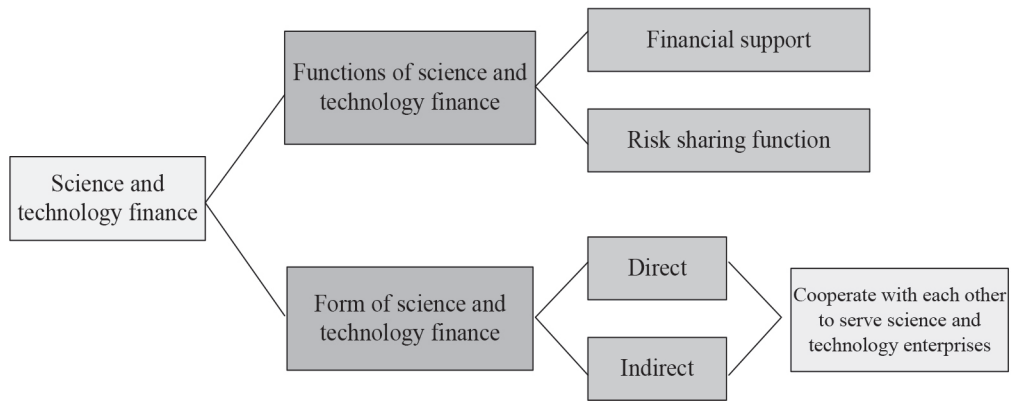 Science and
technology finance
Functions of science and
technology finance
Financial support
Risk sharing function
Form of science and
technology finance
Direct
Indirect
Cooperate with each other
to serve science and
technology enterprises